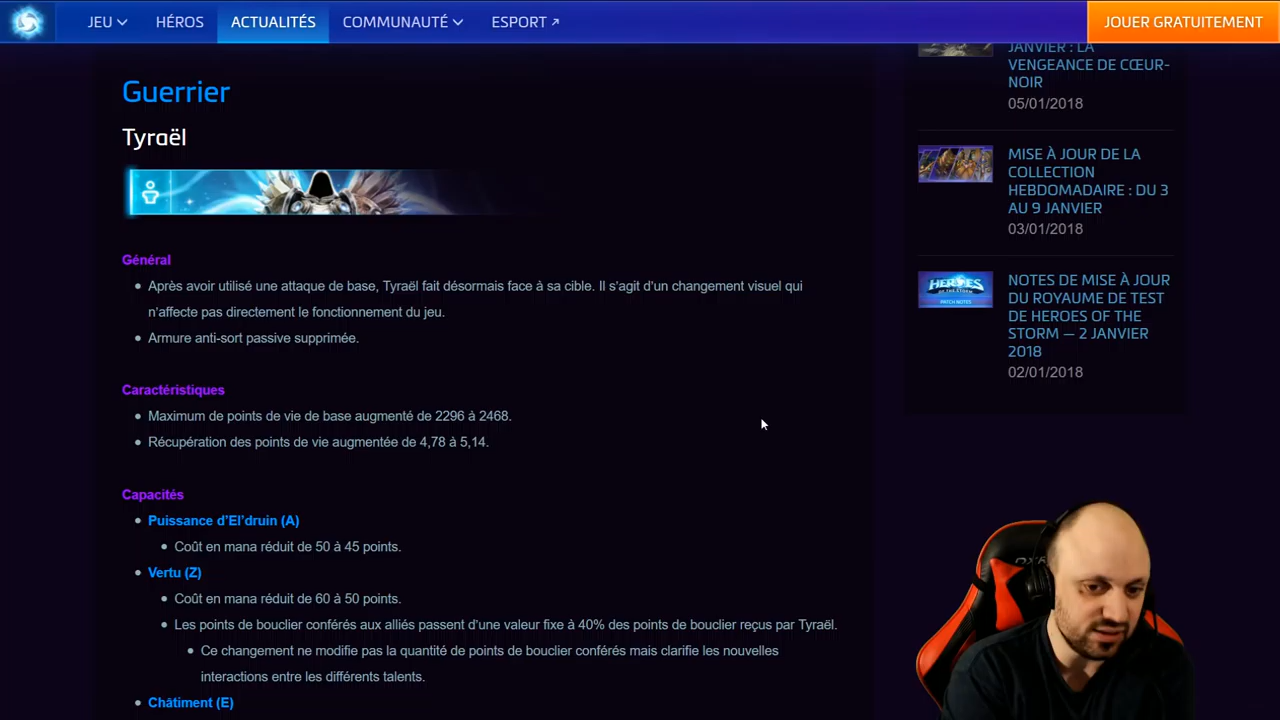 JEU
HÉROS
ACTUALITÉS
COMMUNAUTÉ
ESPORT
JOUER GRATUITEMENT
Guerrier
Tyraël
Général
Après avoir utilisé une attaque de base, Tyraël fait désormais face à sa cible. Il s'agit d'un changement visuel qui
n'affecte pas directement le fonctionnement du jeu.
Armure anti-sort passive supprimée.
Caractéristiques
Maximum de points de vie de base augmenté de 2296 à 2468.
Récupération des points de vie augmentée de 4,78 à 5,14.
Capacités
Puissance d'El'druin (A)
Coût en mana réduit de 50 à 45 points.
Vertu (Z)
Coût en mana réduit de 60 à 50 points.
Les points de bouclier conférés aux alliés passent d'une valeur fixe à 40% des points de bouclier reçus par Tyraël.
Ce changement ne modifie pas la quantité de points de bouclier conférés mais clarifie les nouvelles
interactions entre les différents talents.
Châtiment (E)
JANVIER : LA
VENGEANCE DE CŒUR-
NOIR
05/01/2018
MISE À JOUR DE LA
COLLECTION
HEBDOMADAIRE : DU 3
AU 9 JANVIER
03/01/2018
HEROES
PATCH NOTES
NOTES DE MISE À JOUR
DU ROYAUME DE TEST
DE HEROES OF THE
STORM — 2 JANVIER
2018
02/01/2018